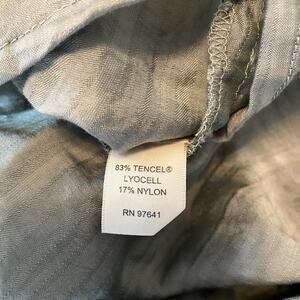 83% TENCEL®
LYOCELL
17% NYLON
RN 97641